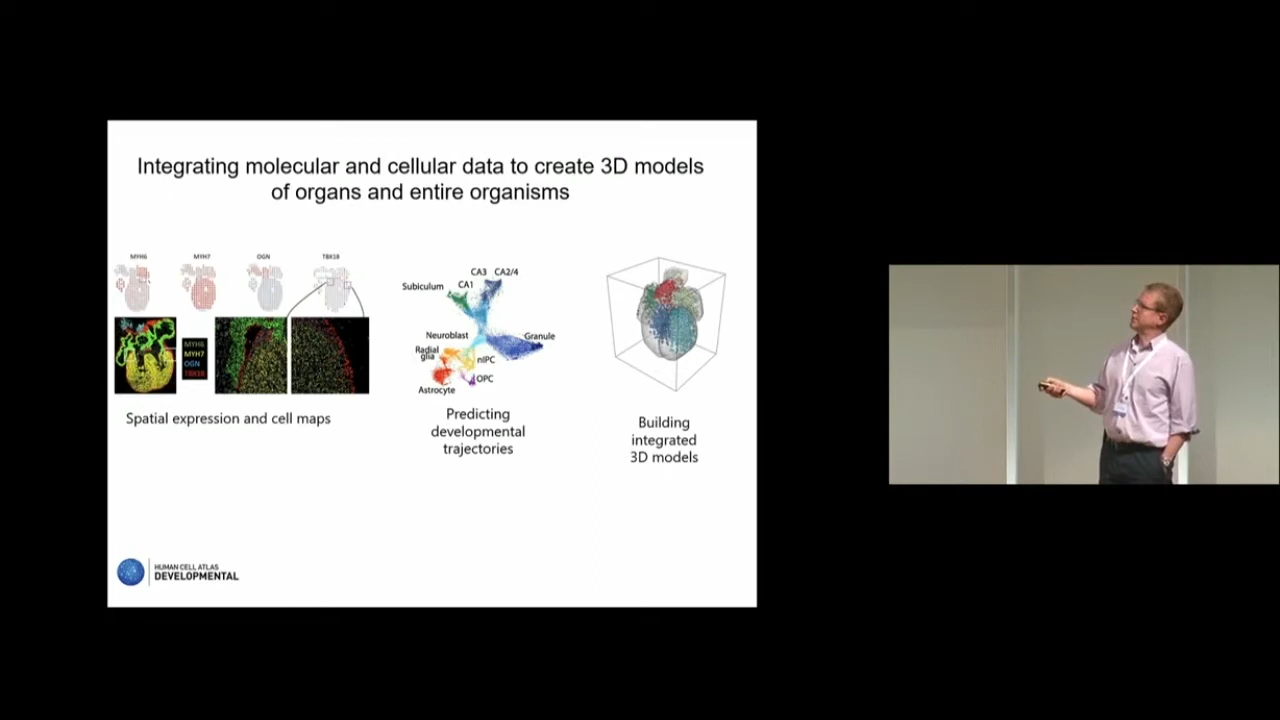 Integrating molecular and cellular data to create 3D models
of organs and entire organisms
MYH6
MYH7
OGN
TBX18
MYH6
MYH7
OGN
TBX18
Spatial expression and cell maps
CA3 CA2/4
Subiculum CA1
Neuroblast
Granule
Radial
glia
nIPC
OPC
Astrocyte
Predicting
developmental
trajectories
Building
integrated
3D models
HUMAN CELL ATLAS
DEVELOPMENTAL